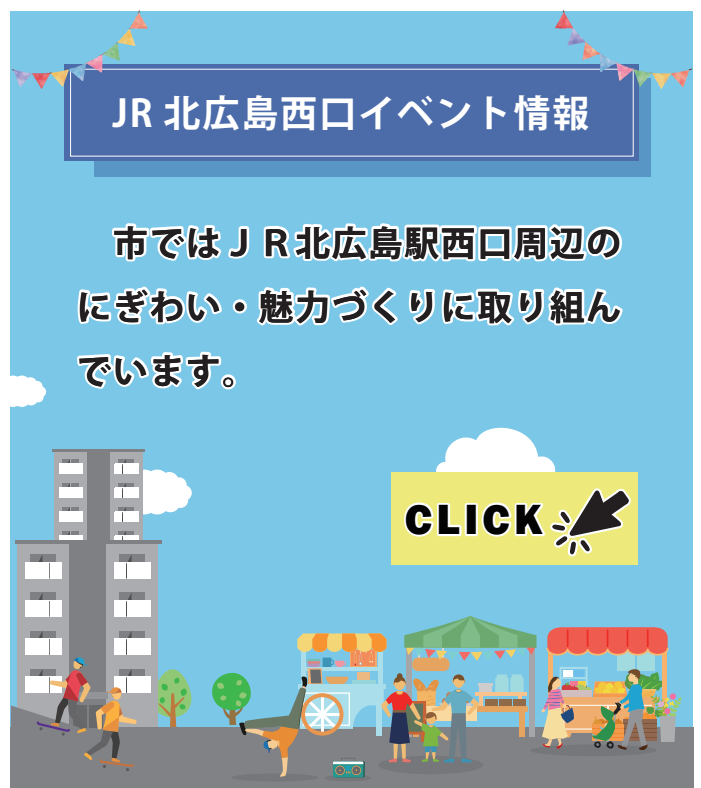 JR 北広島西口イベント情報
市ではＪＲ北広島駅西口周辺の
にぎわい・魅力づくりに取り組ん
でいます。
CLICK